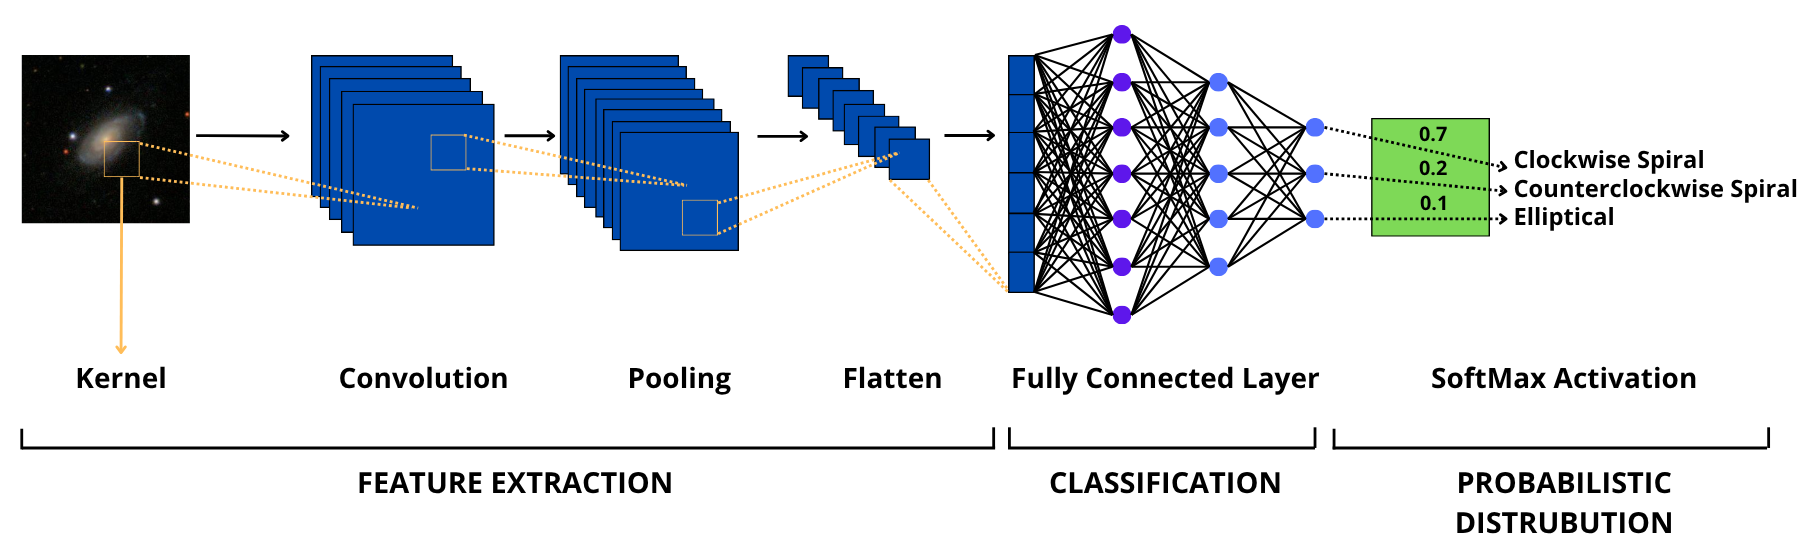 0.7
0.2
0.1
Clockwise Spiral
Counterclockwise Spiral
Elliptical
Kernel
Convolution
Pooling
Flatten
Fully Connected Layer
SoftMax Activation
FEATURE EXTRACTION
CLASSIFICATION
PROBABILISTIC
DISTRUBUTION